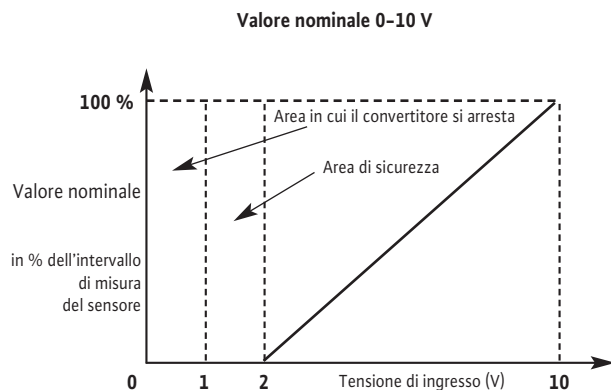 Valore nominale 0–10 V
100 %
Area in cui il convertitore si arresta
Area di sicurezza
Valore nominale
in % dell'intervallo
di misura
del sensore
0
1
2
Tensione di ingresso (V)
10